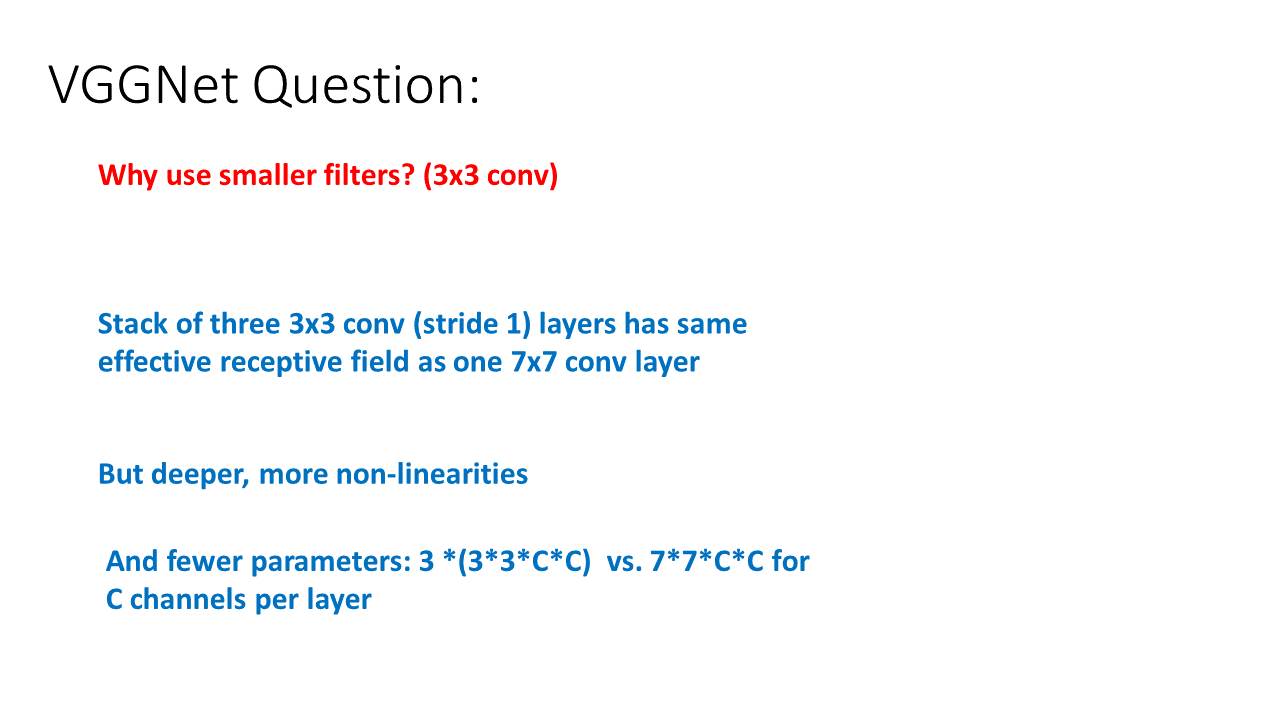 VGGNet Question:
Why use smaller filters? (3x3 conv)
Stack of three 3x3 conv (stride 1) layers has same
effective receptive field as one 7x7 conv layer
But deeper, more non-linearities
And fewer parameters: 3 *(3*3*C*C)  vs. 7*7*C*C for
C channels per layer